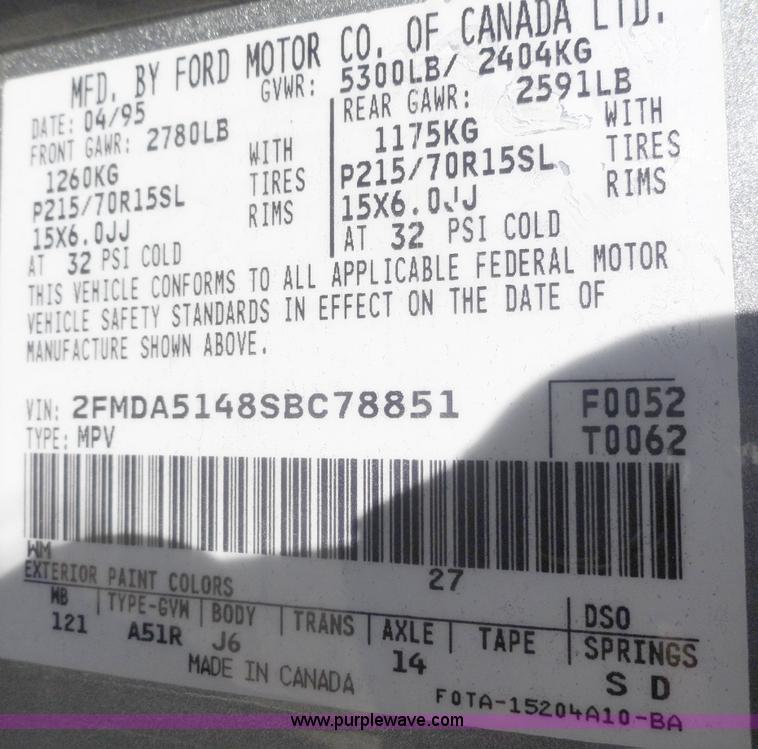 MFD. BY FORD MOTOR CO. OF CANADA LTD.
DATE: 04/95 GVWR: 5300LB/ 2404KG
FRONT GAWR: 2780LB REAR GAWR: 2591LB
1260KG WITH 1175KG WITH
P215/70R15SL TIRES P215/70R15SL TIRES
15X6.0JJ RIMS 15X6.0JJ RIMS
AT 32 PSI COLD AT 32 PSI COLD
THIS VEHICLE CONFORMS TO ALL APPLICABLE FEDERAL MOTOR
VEHICLE SAFETY STANDARDS IN EFFECT ON THE DATE OF
MANUFACTURE SHOWN ABOVE.
VIN: 2FMDA5148SBC78851 F0052
TYPE: MPV T0062
WM
EXTERIOR PAINT COLORS 27 DSO
WB TYPE-GVW BODY TRANS AXLE TAPE SPRINGS
121 A51R J6 14 S D
MADE IN CANADA
F0TA-15204A10-BA
www.purplewave.com